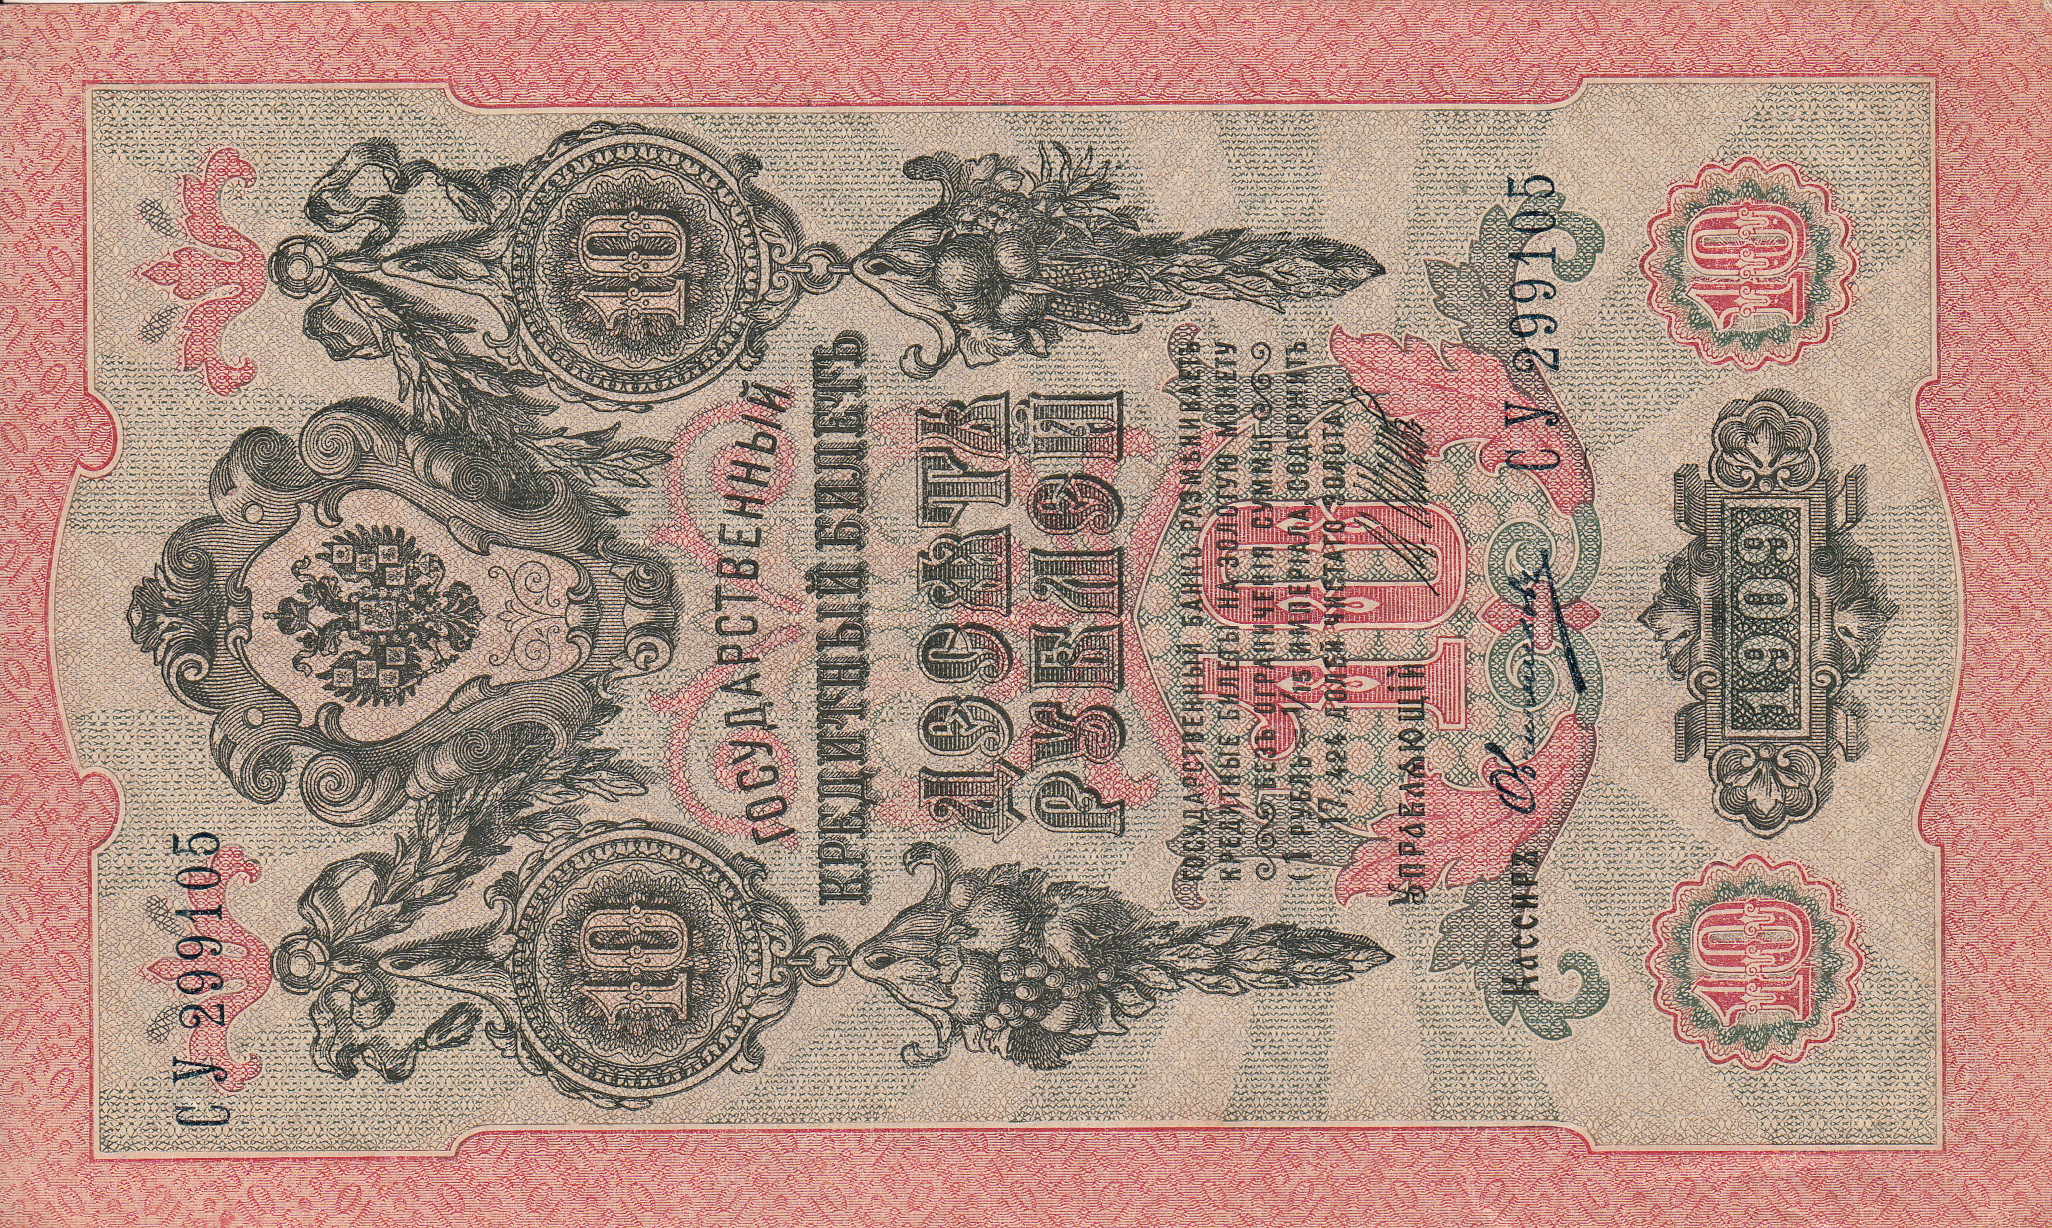 СУ 299105
10
10
ГОСУДАРСТВЕННЫЙ
КРЕДИТНЫЙ БИЛЕТЪ
ДЕСЯТЬ
РУБЛЕЙ
ГОСУДАРСТВЕННЫЙ БАНКЪ РАЗМѢНИВАЕТЪ
КРЕДИТНЫЕ БИЛЕТЫ НА ЗОЛОТУЮ МОНЕТУ
БЕЗЪ ОГРАНИЧЕНІЯ СУММЫ
(1 РУБЛЬ = 1/15 ИМПЕРІАЛА, СОДЕРЖИТЪ
17,424 ДОЛЕЙ ЧИСТАГО ЗОЛОТА).
10
УПРАВЛЯЮЩІЙ
КАССИРЪ
СУ 299105
10
1909
10